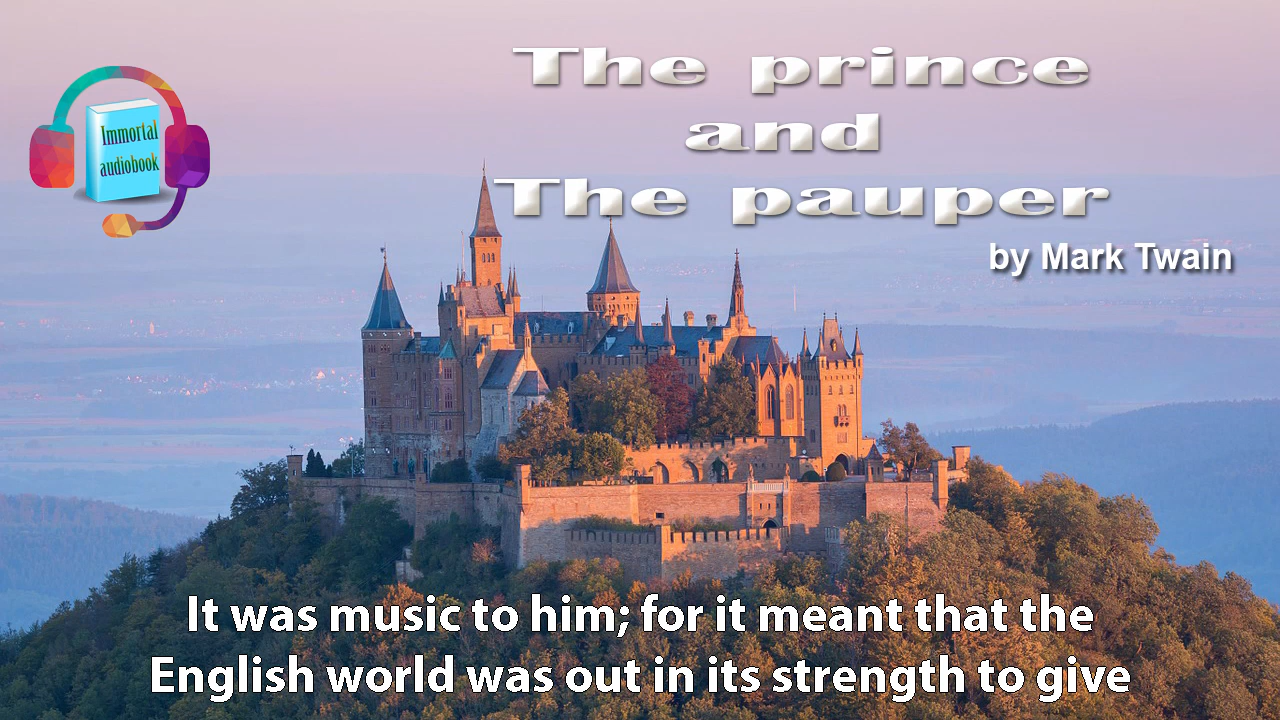 Immortal
audiobook
The prince
and
The pauper
by Mark Twain
It was music to him; for it meant that the
English world was out in its strength to give